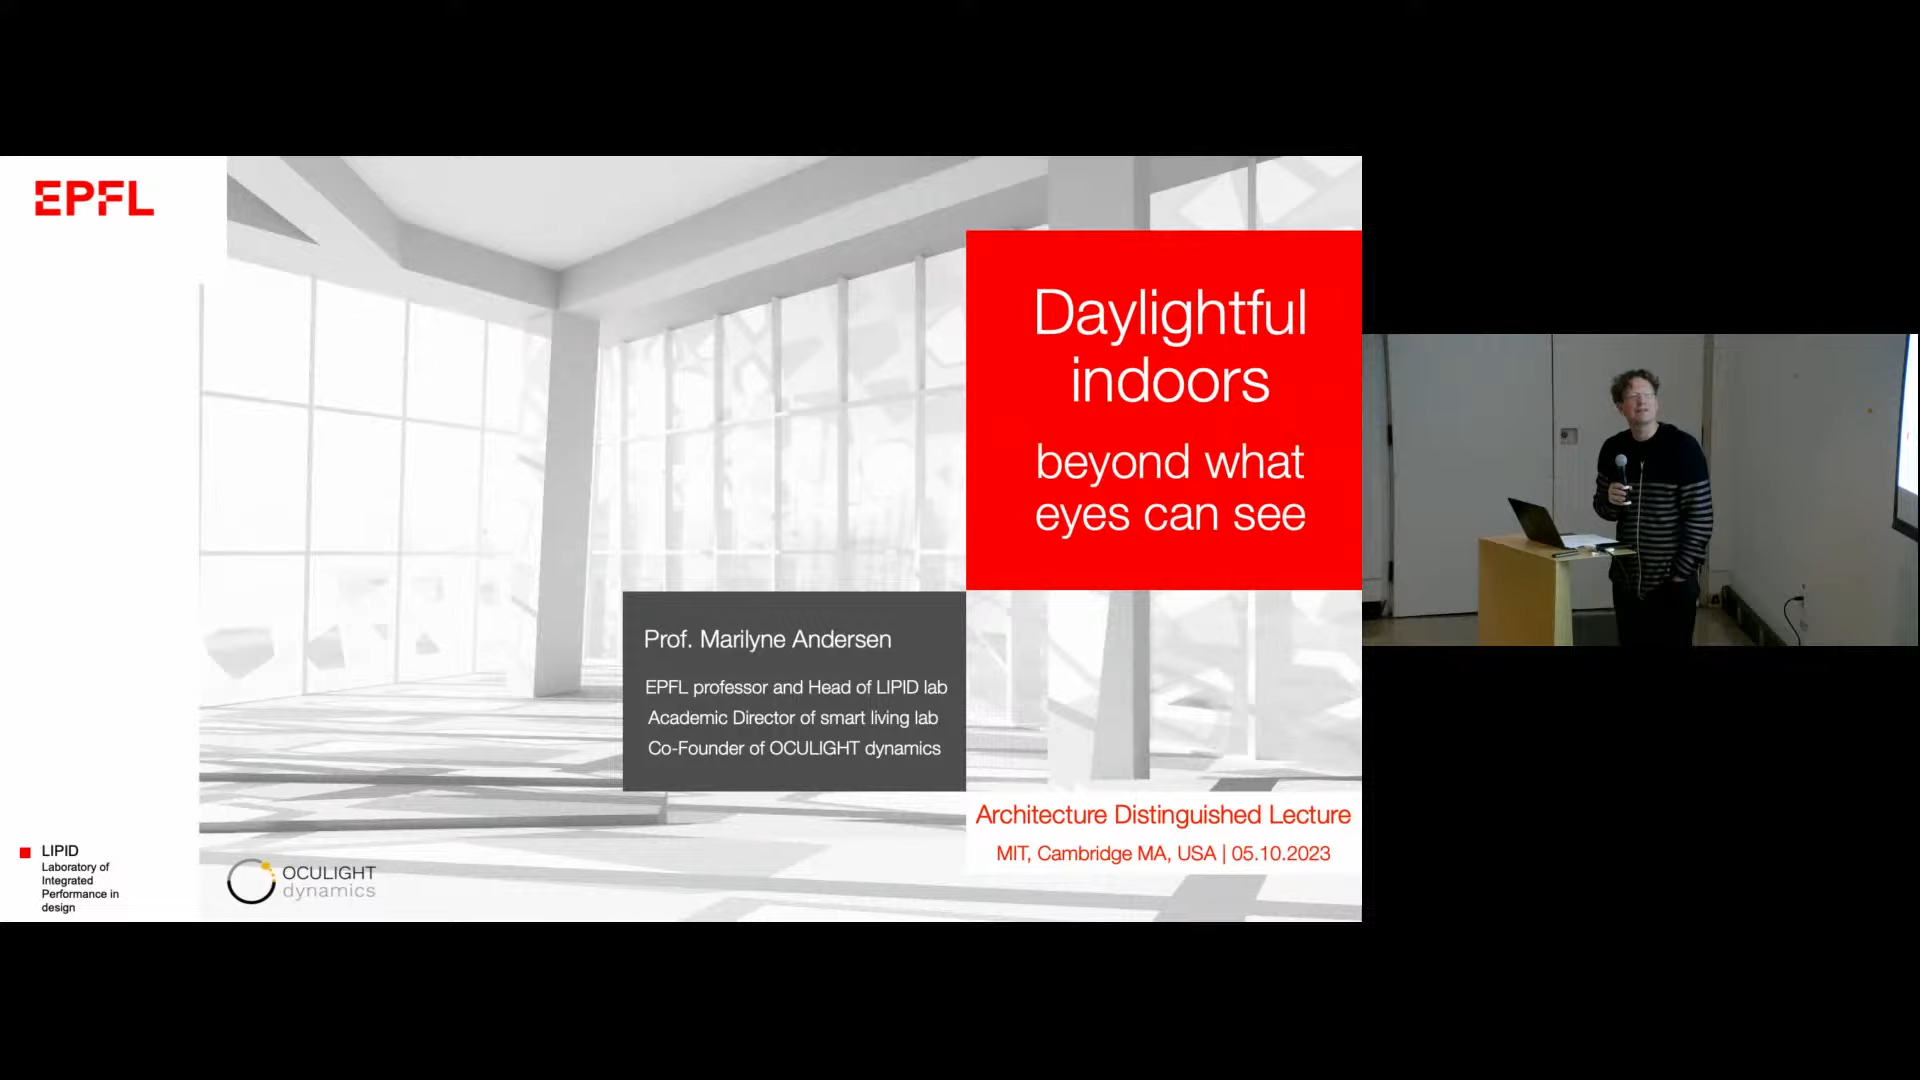 EPFL
Daylightful
indoors
beyond what
eyes can see
Prof. Marilyne Andersen
EPFL professor and Head of LIPID lab
Academic Director of smart living lab
Co-Founder of OCULIGHT dynamics
Architecture Distinguished Lecture
MIT, Cambridge MA, USA | 05.10.2023
LIPID
Laboratory of
Integrated
Performance in
design
OCULIGHT
dynamics